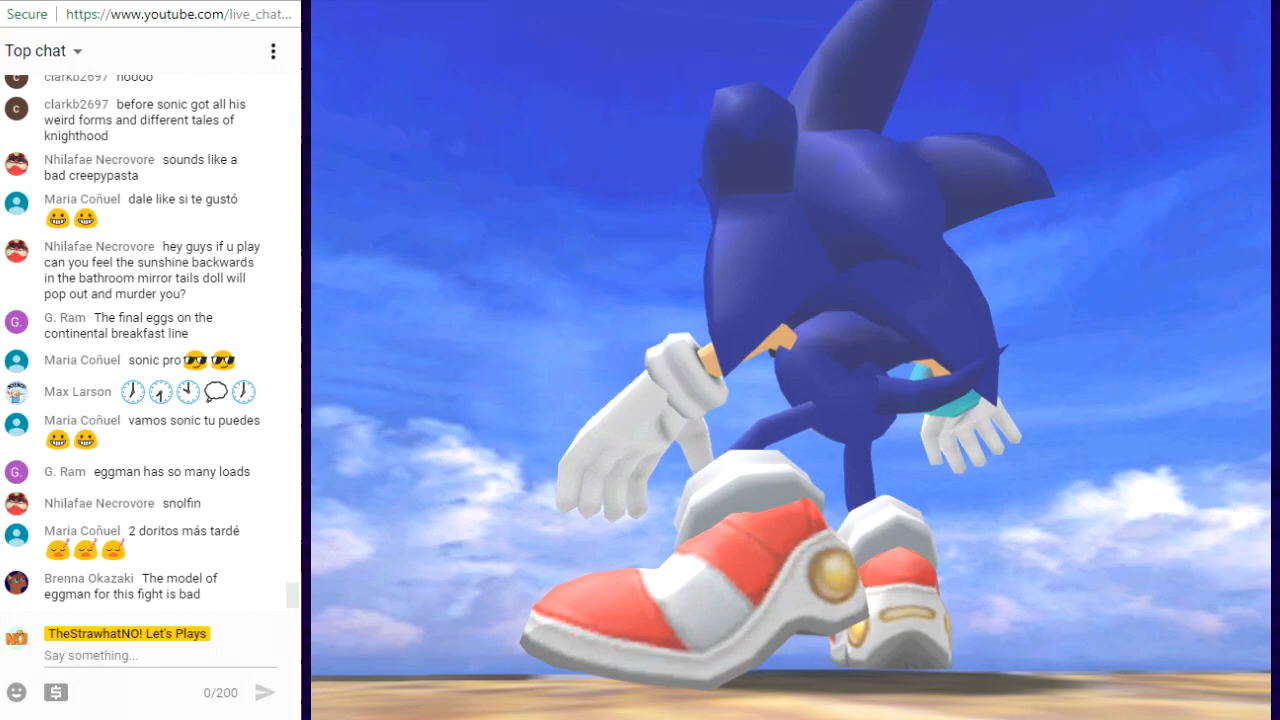 Secure https://www.youtube.com/live_chat...
Top chat
clarkb2697 noooo
C clarkb2697 before sonic got all his
weird forms and different tales of
knighthood
Nhilafae Necrovore sounds like a
bad creepypasta
Maria Coñuel dale like si te gustó
Nhilafae Necrovore hey guys if u play
can you feel the sunshine backwards
in the bathroom mirror tails doll will
pop out and murder you?
G. G. Ram The final eggs on the
continental breakfast line
Maria Coñuel sonic pro
Max Larson
Maria Coñuel vamos sonic tu puedes
G. G. Ram eggman has so many loads
Nhilafae Necrovore snolfin
Maria Coñuel 2 doritos más tardé
Brenna Okazaki The model of
eggman for this fight is bad
NO! TheStrawhatNO! Let's Plays
Say something...
0/200